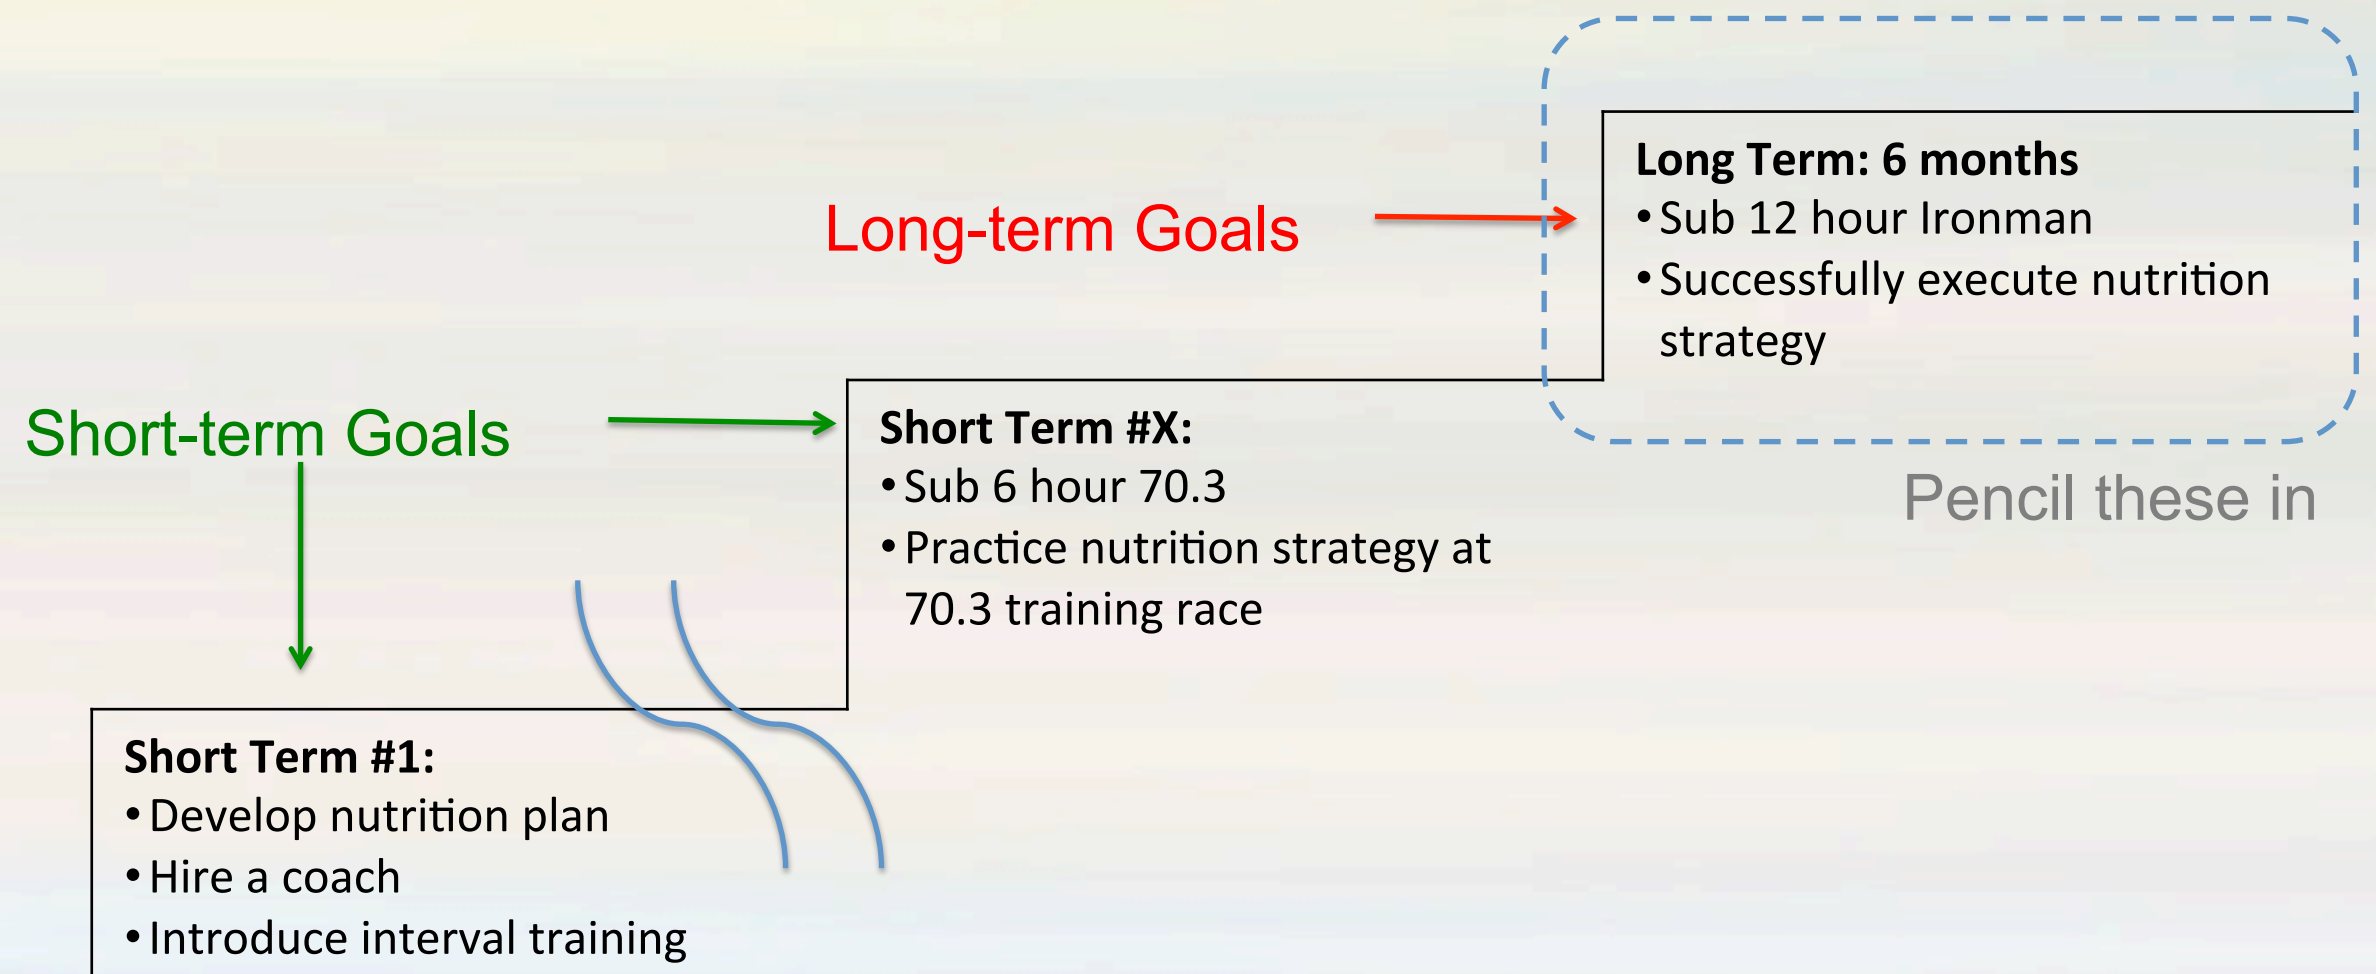 Long Term: 6 months
• Sub 12 hour Ironman
• Successfully execute nutrition
strategy
Long-term Goals
Short-term Goals
Short Term #X:
• Sub 6 hour 70.3
• Practice nutrition strategy at
70.3 training race
Pencil these in
Short Term #1:
• Develop nutrition plan
• Hire a coach
• Introduce interval training